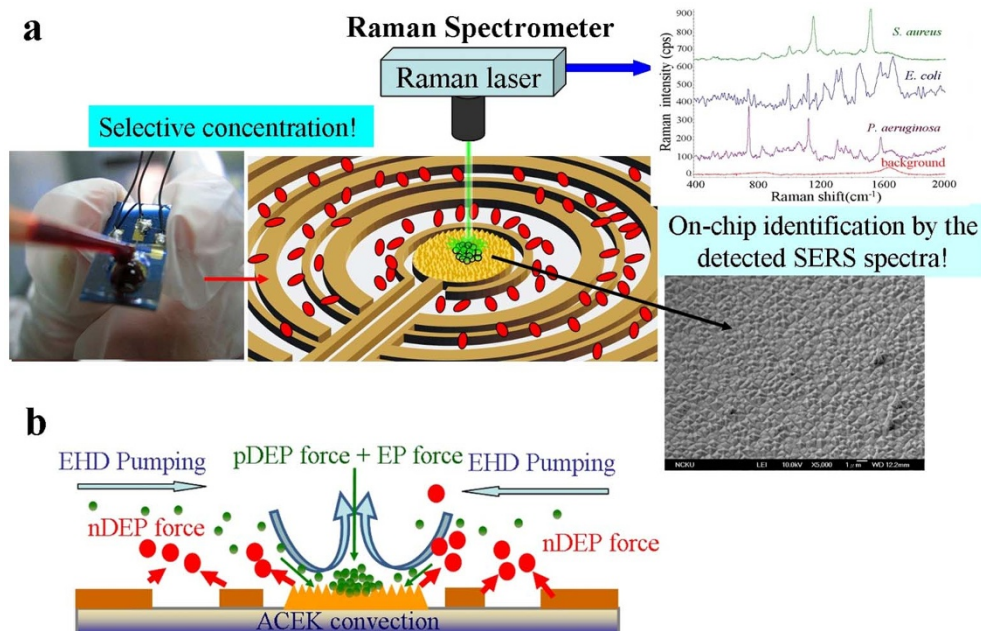 a
Raman Spectrometer
Raman laser
Selective concentration!
Raman intensity (cps)
900
800
700
600
500
400
300
200
100
0
S. aureus
E. coli
P. aeruginosa
background
400
800
1200
1600
2000
Raman shift(cm⁻¹)
On-chip identification by the
detected SERS spectra!
NCKU LEI 10.0kV X5,000 1μm WD 12.2mm
b
EHD Pumping
pDEP force + EP force
EHD Pumping
nDEP force
nDEP force
ACEK convection